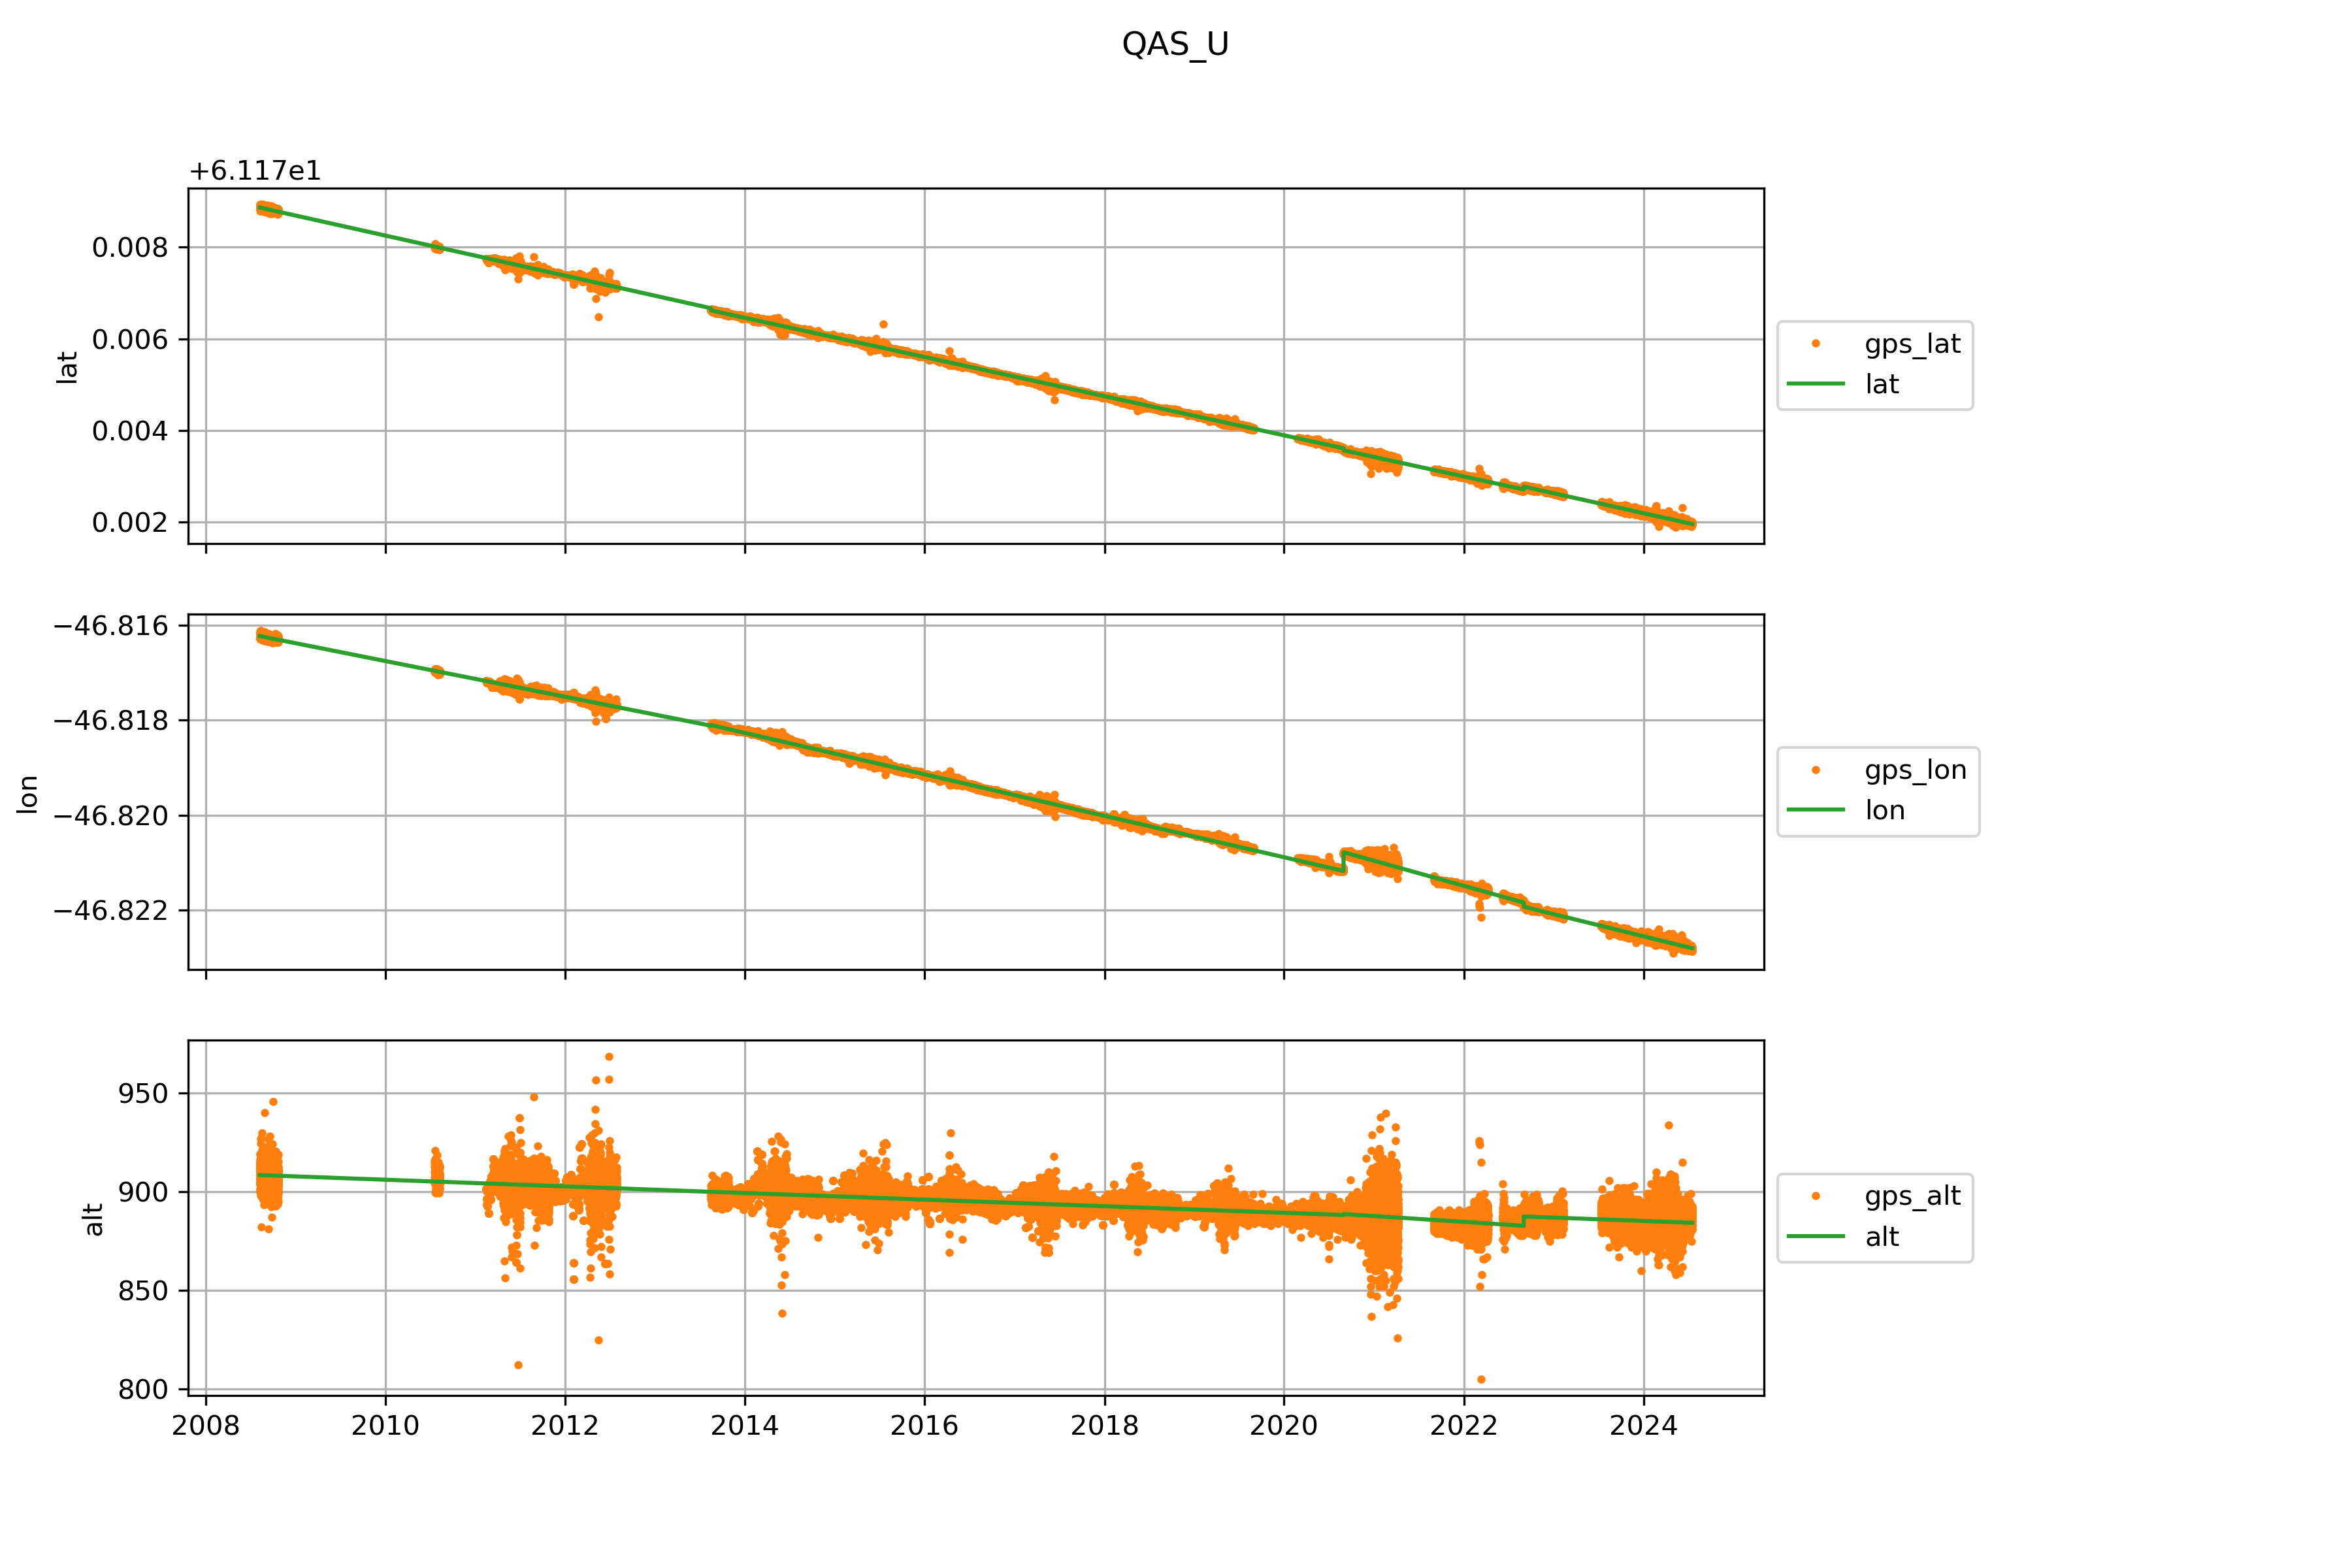 QAS_U
+6.117e1
0.008
0.006
0.004
0.002
lat
gps_lat
lat
−46.816
−46.818
−46.820
−46.822
lon
gps_lon
lon
950
900
850
800
alt
gps_alt
alt
2008 2010 2012 2014 2016 2018 2020 2022 2024